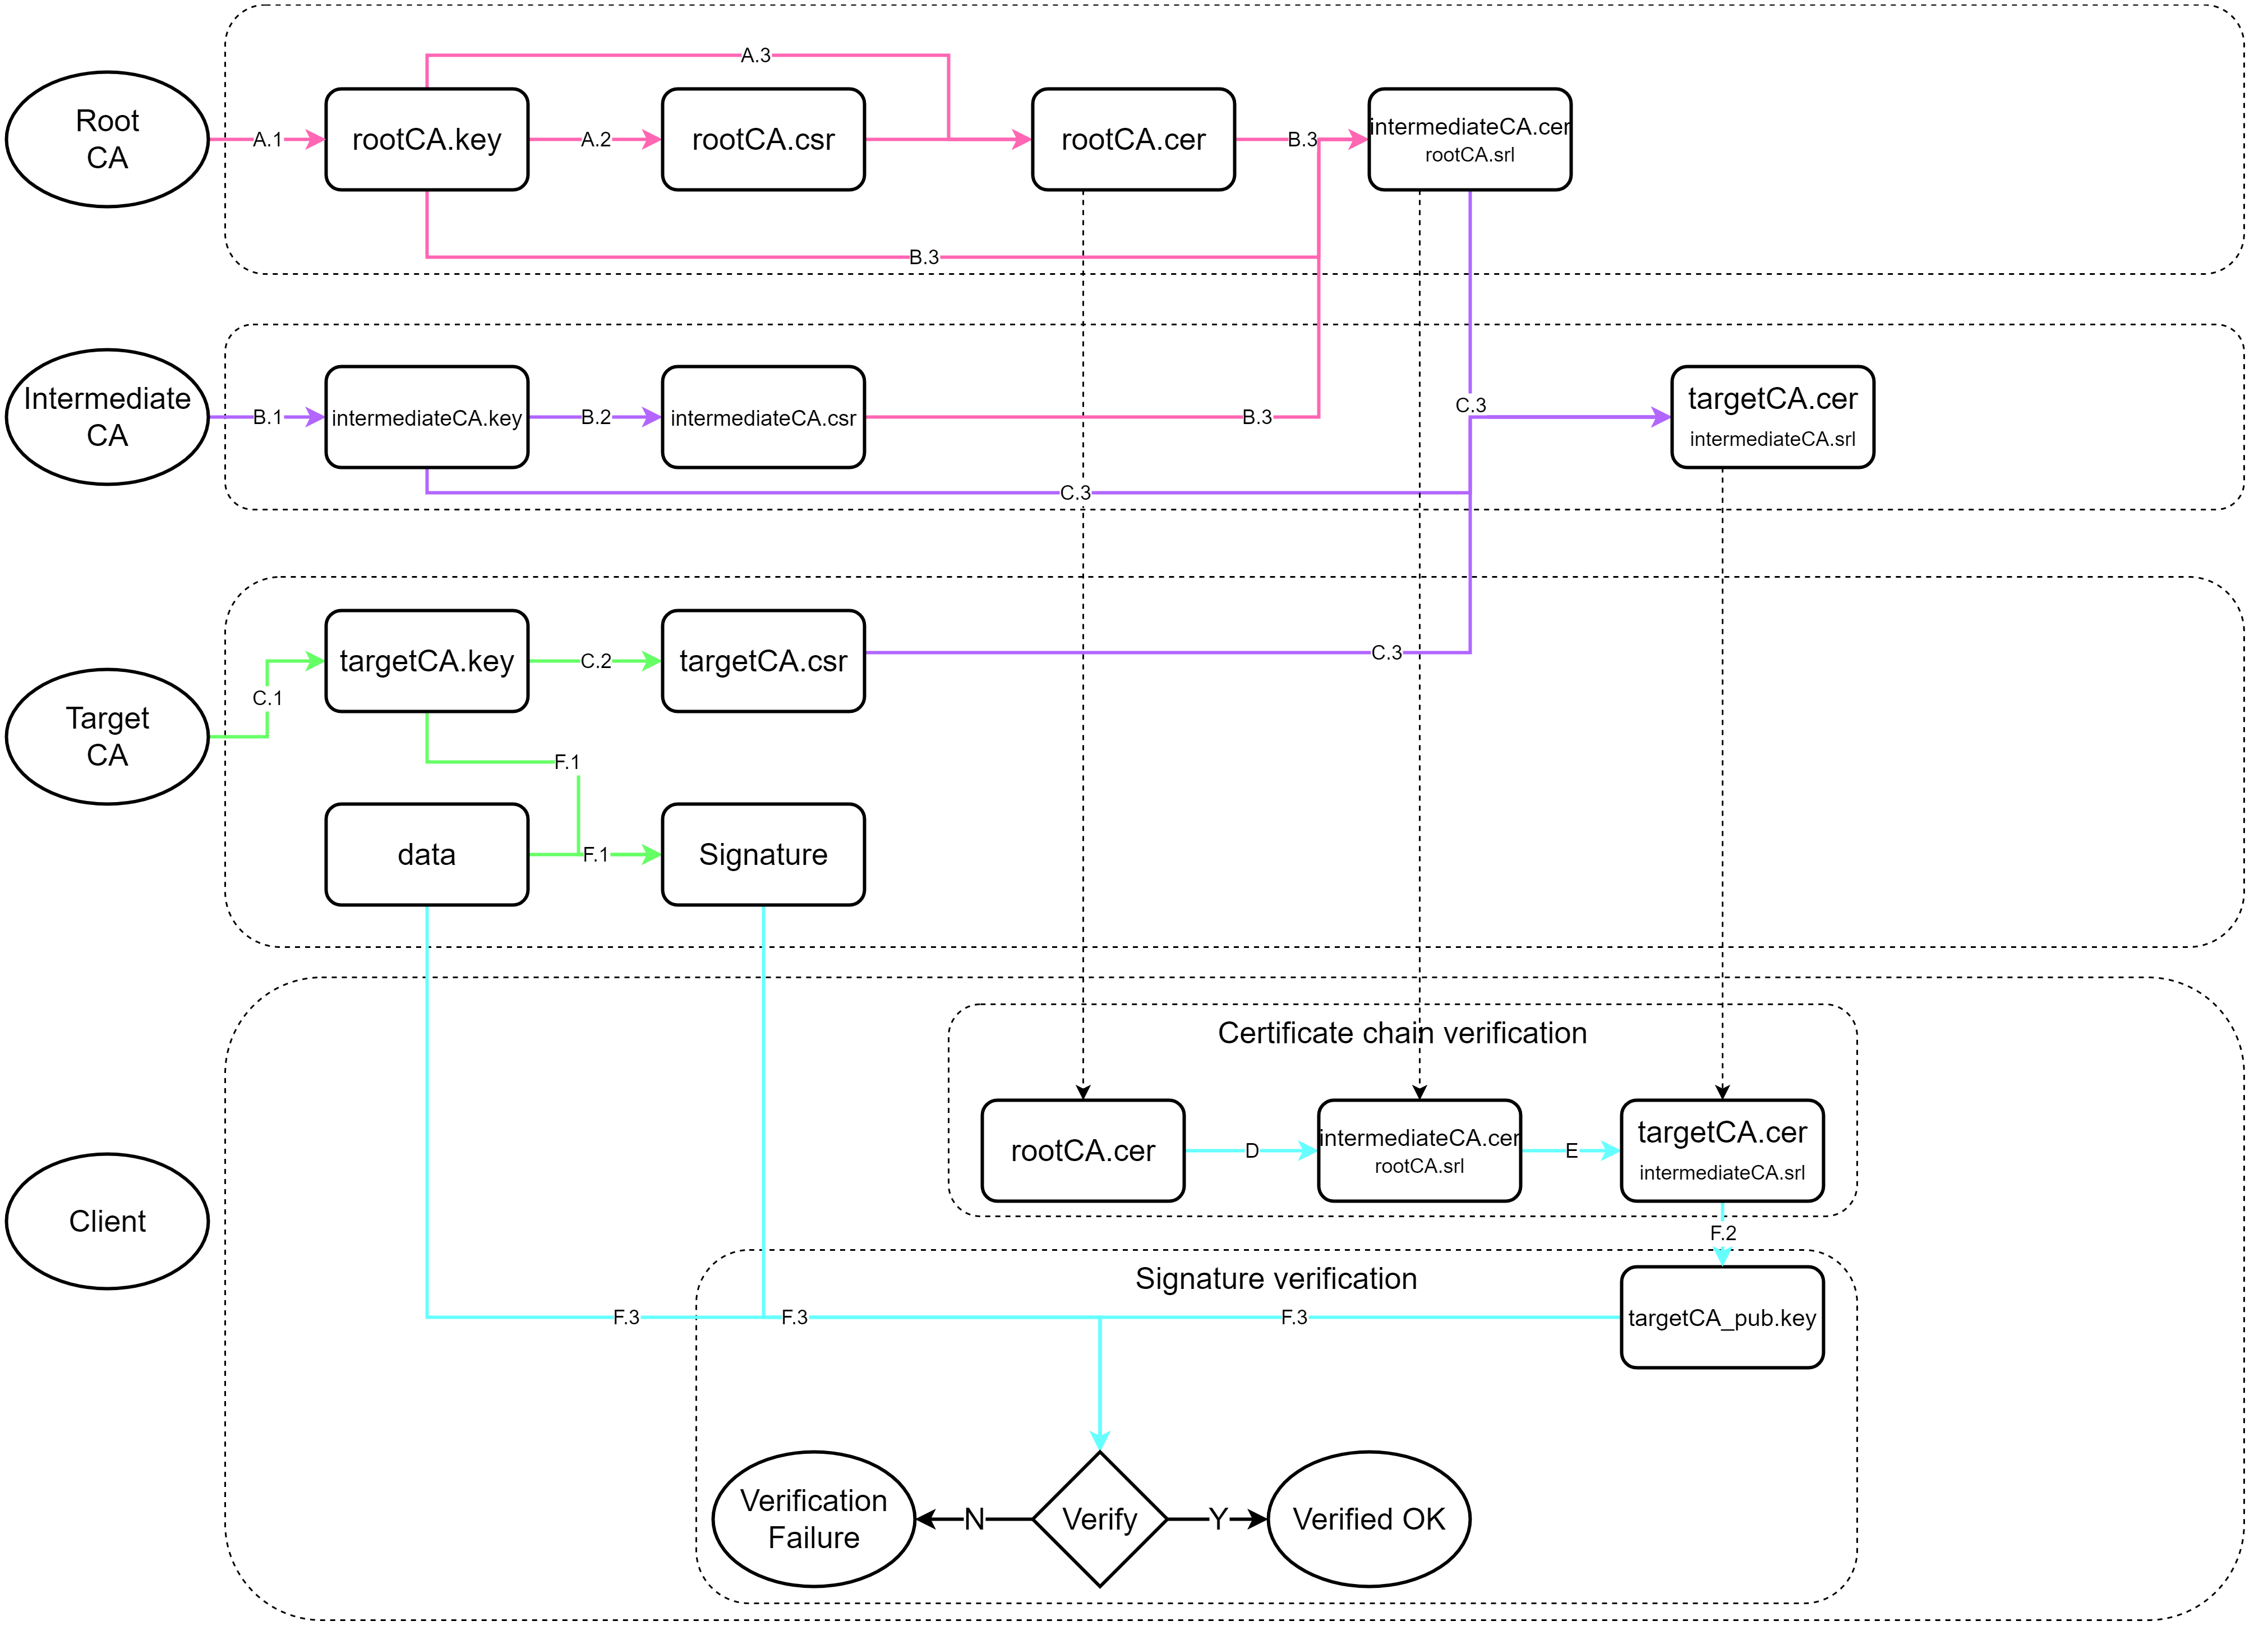 A.3
Root
CA
A.1
rootCA.key
A.2
rootCA.csr
rootCA.cer
B.3
intermediateCA.cer
rootCA.srl
B.3
Intermediate
CA
B.1
intermediateCA.key
B.2
intermediateCA.csr
B.3
C.3
targetCA.cer
intermediateCA.srl
C.3
Target
CA
C.1
targetCA.key
C.2
targetCA.csr
C.3
F.1
data
F.1
Signature
Client
Certificate chain verification
rootCA.cer
D
intermediateCA.cer
rootCA.srl
E
targetCA.cer
intermediateCA.srl
F.2
Signature verification
F.3
F.3
F.3
targetCA_pub.key
Verification
Failure
N
Verify
Y
Verified OK